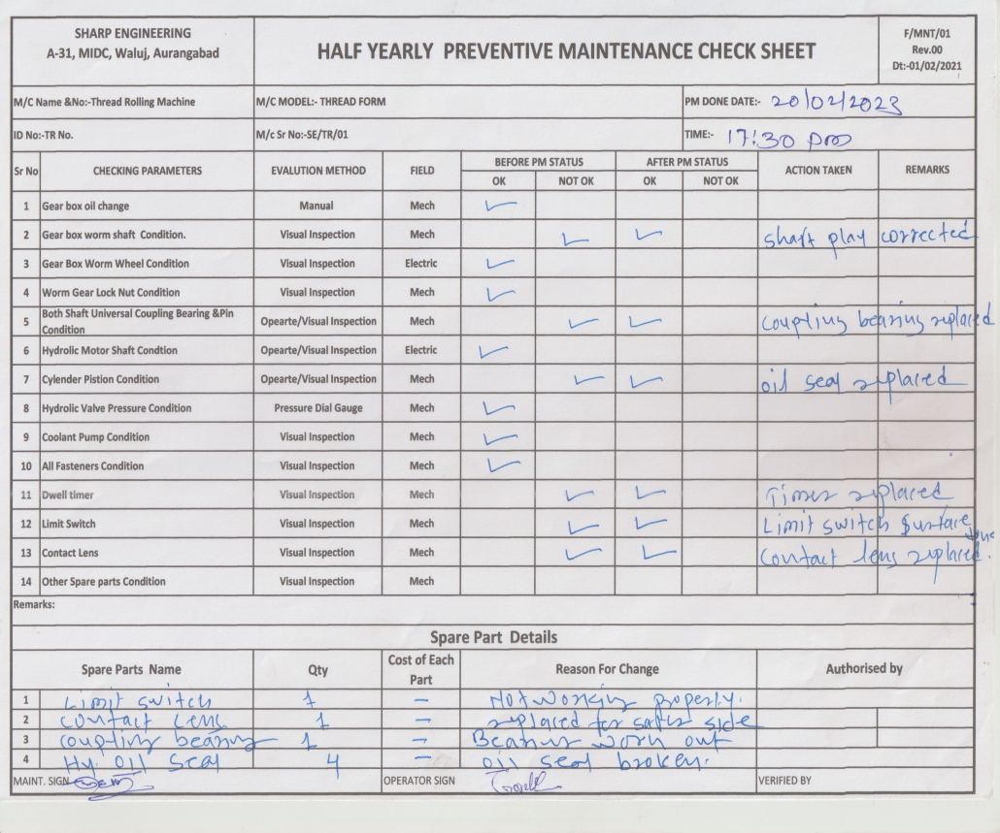 SHARP ENGINEERING
A-31, MIDC, Waluj, Aurangabad
HALF YEARLY PREVENTIVE MAINTENANCE CHECK SHEET
F/MNT/01
Rev.00
Dt:-01/02/2021
M/C Name &No:-Thread Rolling Machine M/C MODEL:- THREAD FORM PM DONE DATE:- 20/02/2023
ID No:-TR No. M/c Sr No:-SE/TR/01 TIME:- 17:30 pm
Sr No CHECKING PARAMETERS EVALUTION METHOD FIELD BEFORE PM STATUS AFTER PM STATUS ACTION TAKEN REMARKS
OK NOT OK OK NOT OK
1 Gear box oil change Manual Mech ✓
2 Gear box worm shaft Condition. Visual Inspection Mech ✓ ✓ shaft play corrected
3 Gear Box Worm Wheel Condition Visual Inspection Electric ✓
4 Worm Gear Lock Nut Condition Visual Inspection Mech ✓
5 Both Shaft Universal Coupling Bearing &Pin Condition Opearte/Visual Inspection Mech ✓ ✓ coupling bearing replaced
6 Hydrolic Motor Shaft Condtion Opearte/Visual Inspection Electric ✓
7 Cylender Pistion Condition Opearte/Visual Inspection Mech ✓ ✓ oil seal replaced
8 Hydrolic Valve Pressure Condition Pressure Dial Gauge Mech ✓
9 Coolant Pump Condition Visual Inspection Mech ✓
10 All Fasteners Condition Visual Inspection Mech ✓
11 Dwell timer Visual Inspection Mech ✓ ✓ Timer replaced
12 Limit Switch Visual Inspection Mech ✓ ✓ Limit switch surface done
13 Contact Lens Visual Inspection Mech ✓ ✓ contact lens replaced.
14 Other Spare parts Condition Visual Inspection Mech
Remarks:
Spare Part Details
Spare Parts Name Qty Cost of Each Part Reason For Change Authorised by
1 Limit switch 1 – Not working properly.
2 contact Lens 1 – replaced for safer side
3 coupling bearing 1 – Bearing worn out
4 Hy. oil seal 4 – oil seal broken.
MAINT. SIGN OPERATOR SIGN VERIFIED BY